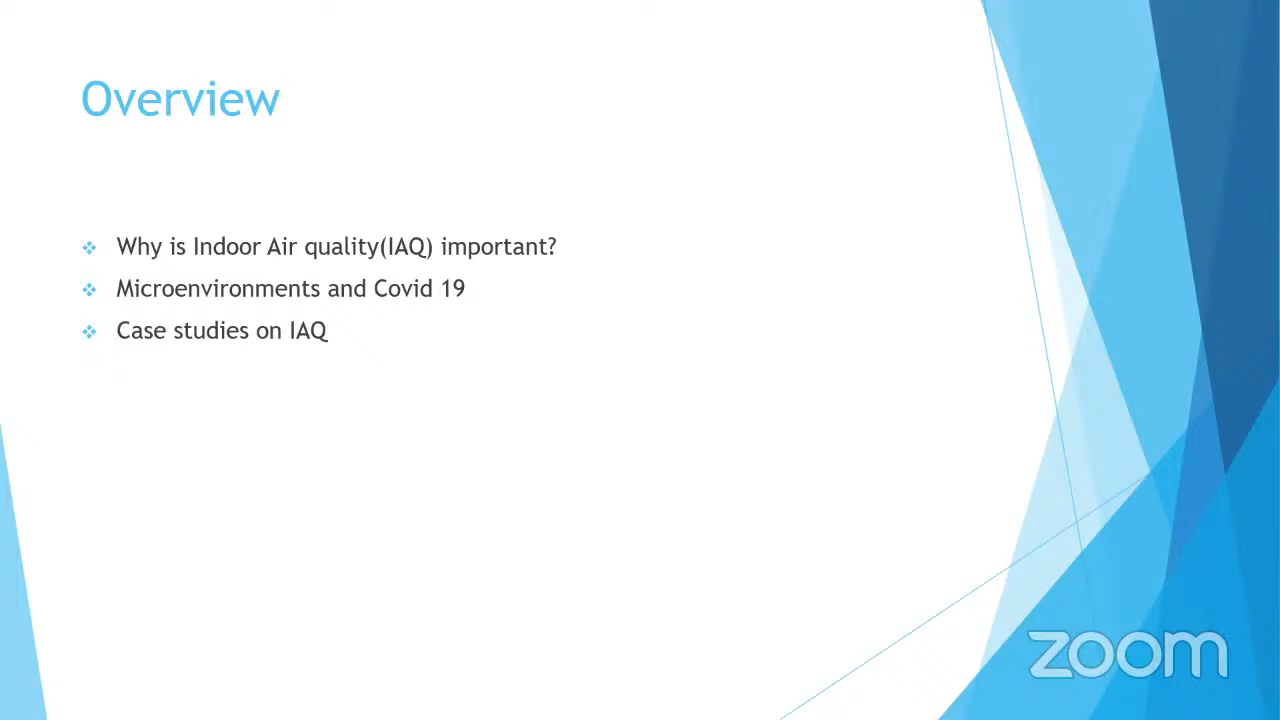 Overview
Why is Indoor Air quality(IAQ) important?
Microenvironments and Covid 19
Case studies on IAQ
zoom